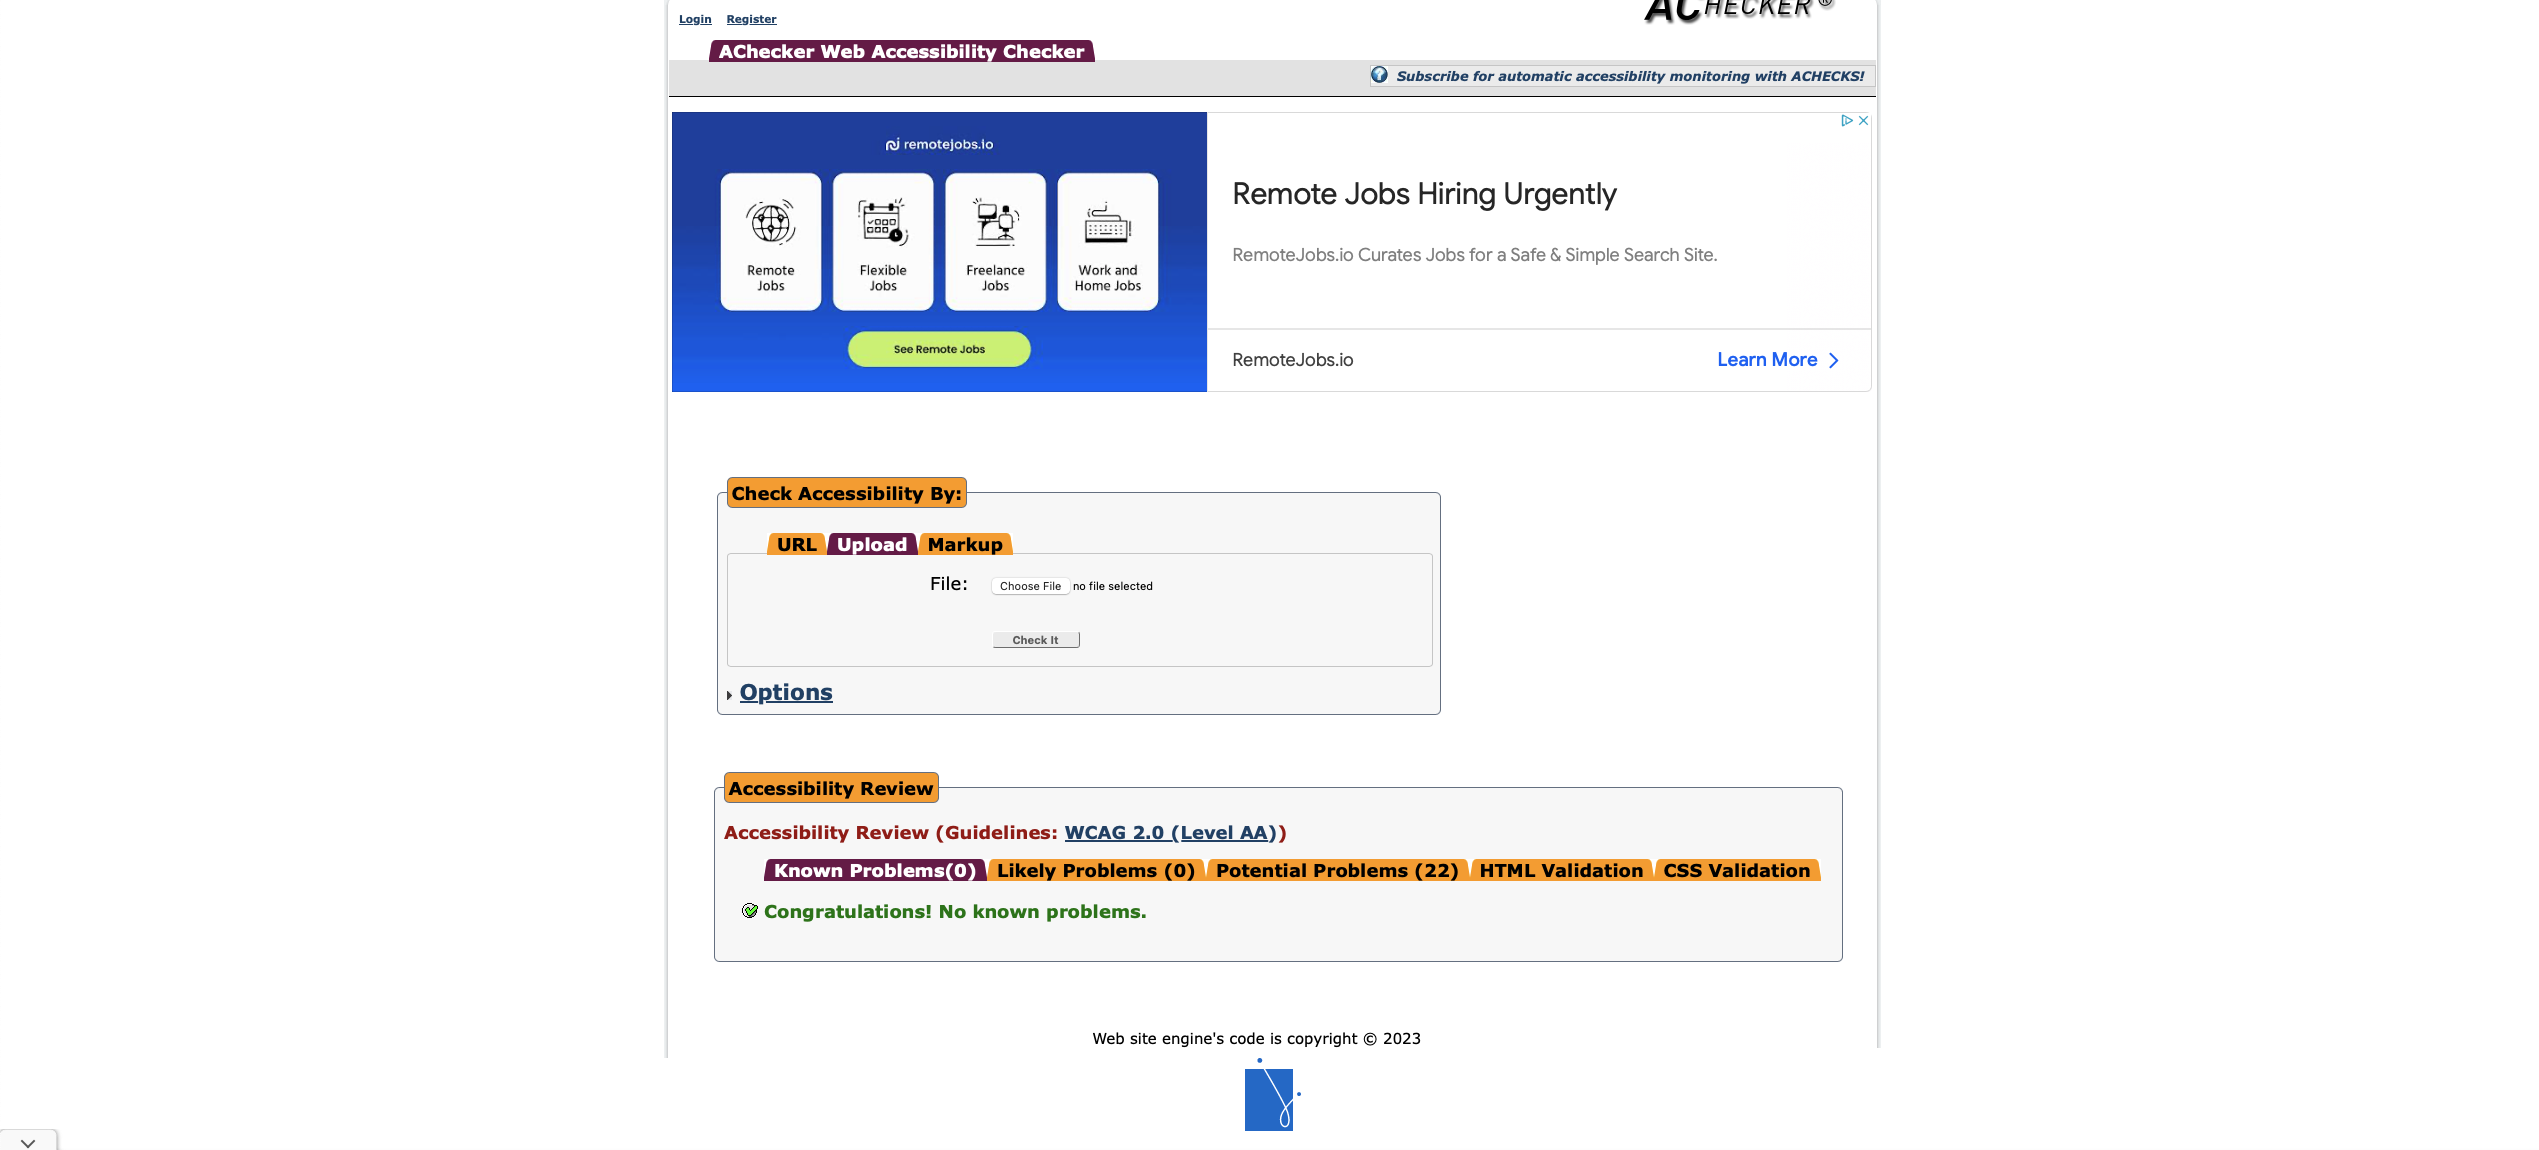 Login Register
ACHECKER®
AChecker Web Accessibility Checker
Subscribe for automatic accessibility monitoring with ACHECKS!
remotejobs.io
Remote Jobs
Flexible Jobs
Freelance Jobs
Work and Home Jobs
See Remote Jobs
Remote Jobs Hiring Urgently
RemoteJobs.io Curates Jobs for a Safe & Simple Search Site.
RemoteJobs.io
Learn More
Check Accessibility By:
URL Upload Markup
File: Choose File no file selected
Check It
Options
Accessibility Review
Accessibility Review (Guidelines: WCAG 2.0 (Level AA))
Known Problems(0) Likely Problems (0) Potential Problems (22) HTML Validation CSS Validation
Congratulations! No known problems.
Web site engine's code is copyright © 2023